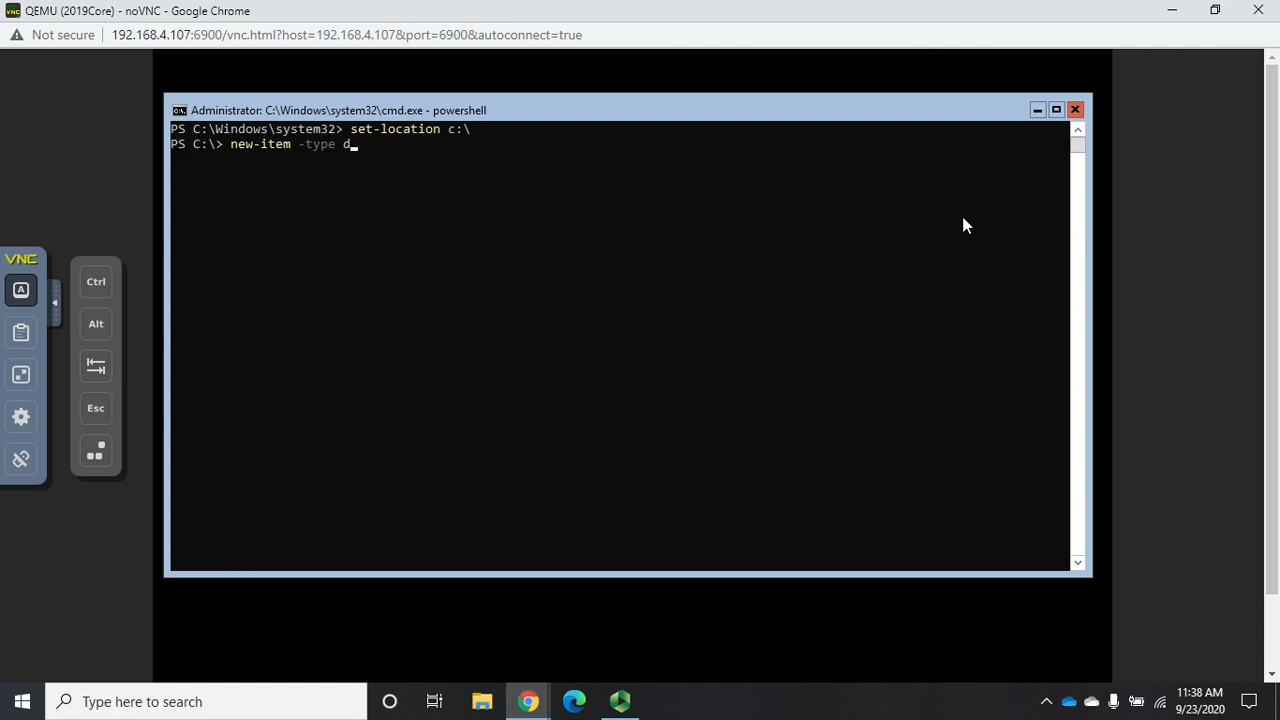 QEMU (2019Core) - noVNC - Google Chrome
Not secure 192.168.4.107:6900/vnc.html?host=192.168.4.107&port=6900&autoconnect=true
Administrator: C:\Windows\system32\cmd.exe - powershell
PS C:\Windows\system32> set-location c:\
PS C:\> new-item -type d_
VNC
A
Ctrl
Alt
Esc
Type here to search
11:38 AM
9/23/2020